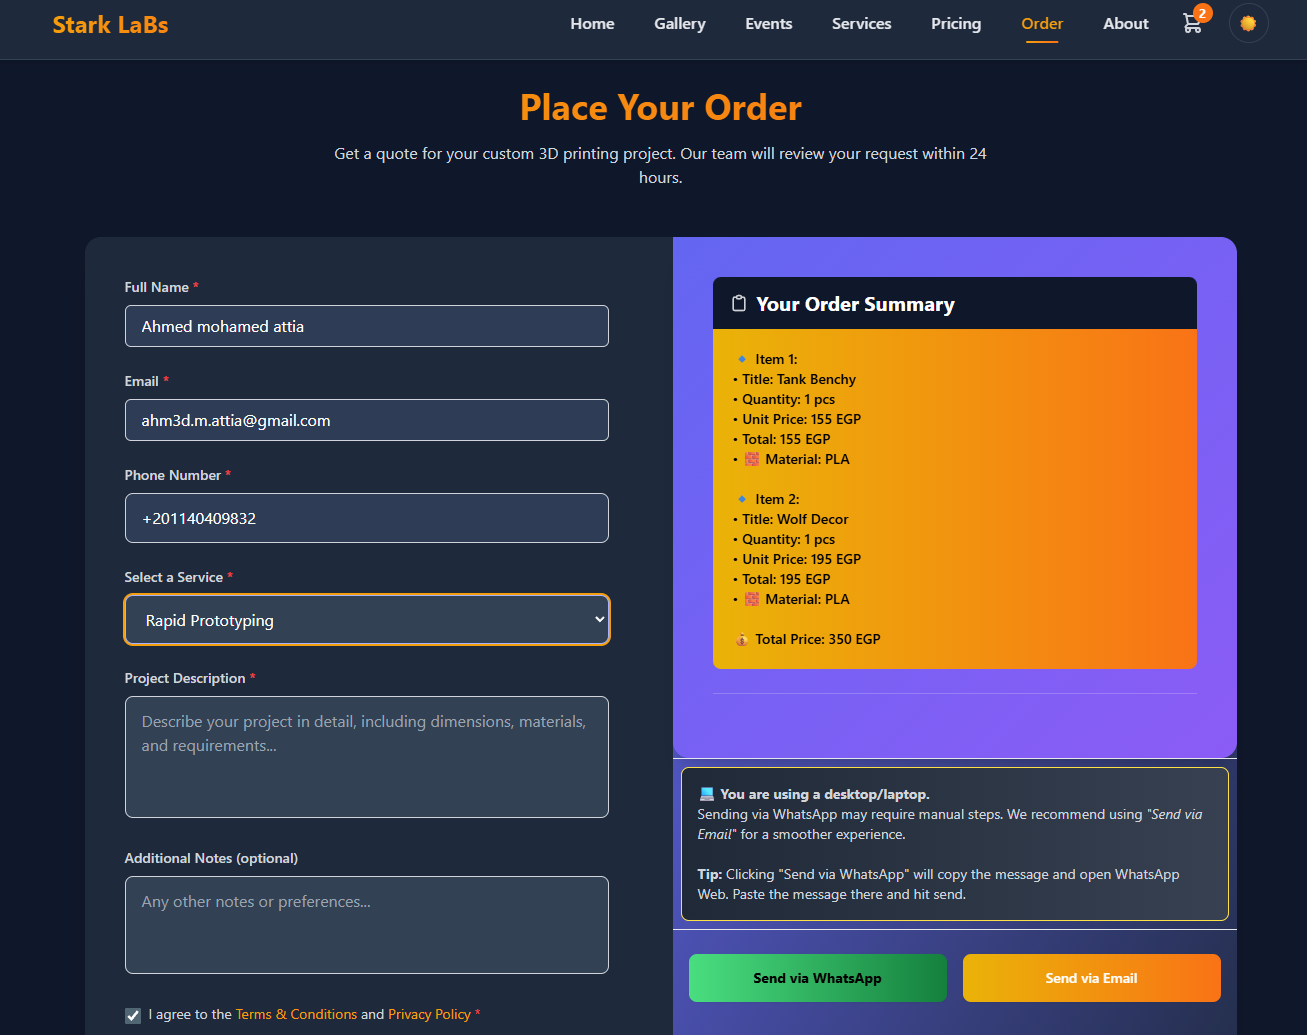 Stark LaBs
Home Gallery Events Services Pricing Order About 2
Place Your Order
Get a quote for your custom 3D printing project. Our team will review your request within 24
hours.
Full Name *
Ahmed mohamed attia
Email *
ahm3d.m.attia@gmail.com
Phone Number *
+201140409832
Select a Service *
Rapid Prototyping
Project Description *
Describe your project in detail, including dimensions, materials,
and requirements...
Additional Notes (optional)
Any other notes or preferences...
I agree to the Terms & Conditions and Privacy Policy *
Your Order Summary
🔹 Item 1:
• Title: Tank Benchy
• Quantity: 1 pcs
• Unit Price: 155 EGP
• Total: 155 EGP
• 🧱 Material: PLA
🔹 Item 2:
• Title: Wolf Decor
• Quantity: 1 pcs
• Unit Price: 195 EGP
• Total: 195 EGP
• 🧱 Material: PLA
💰 Total Price: 350 EGP
💻 You are using a desktop/laptop.
Sending via WhatsApp may require manual steps. We recommend using "Send via
Email" for a smoother experience.
Tip: Clicking "Send via WhatsApp" will copy the message and open WhatsApp
Web. Paste the message there and hit send.
Send via WhatsApp
Send via Email